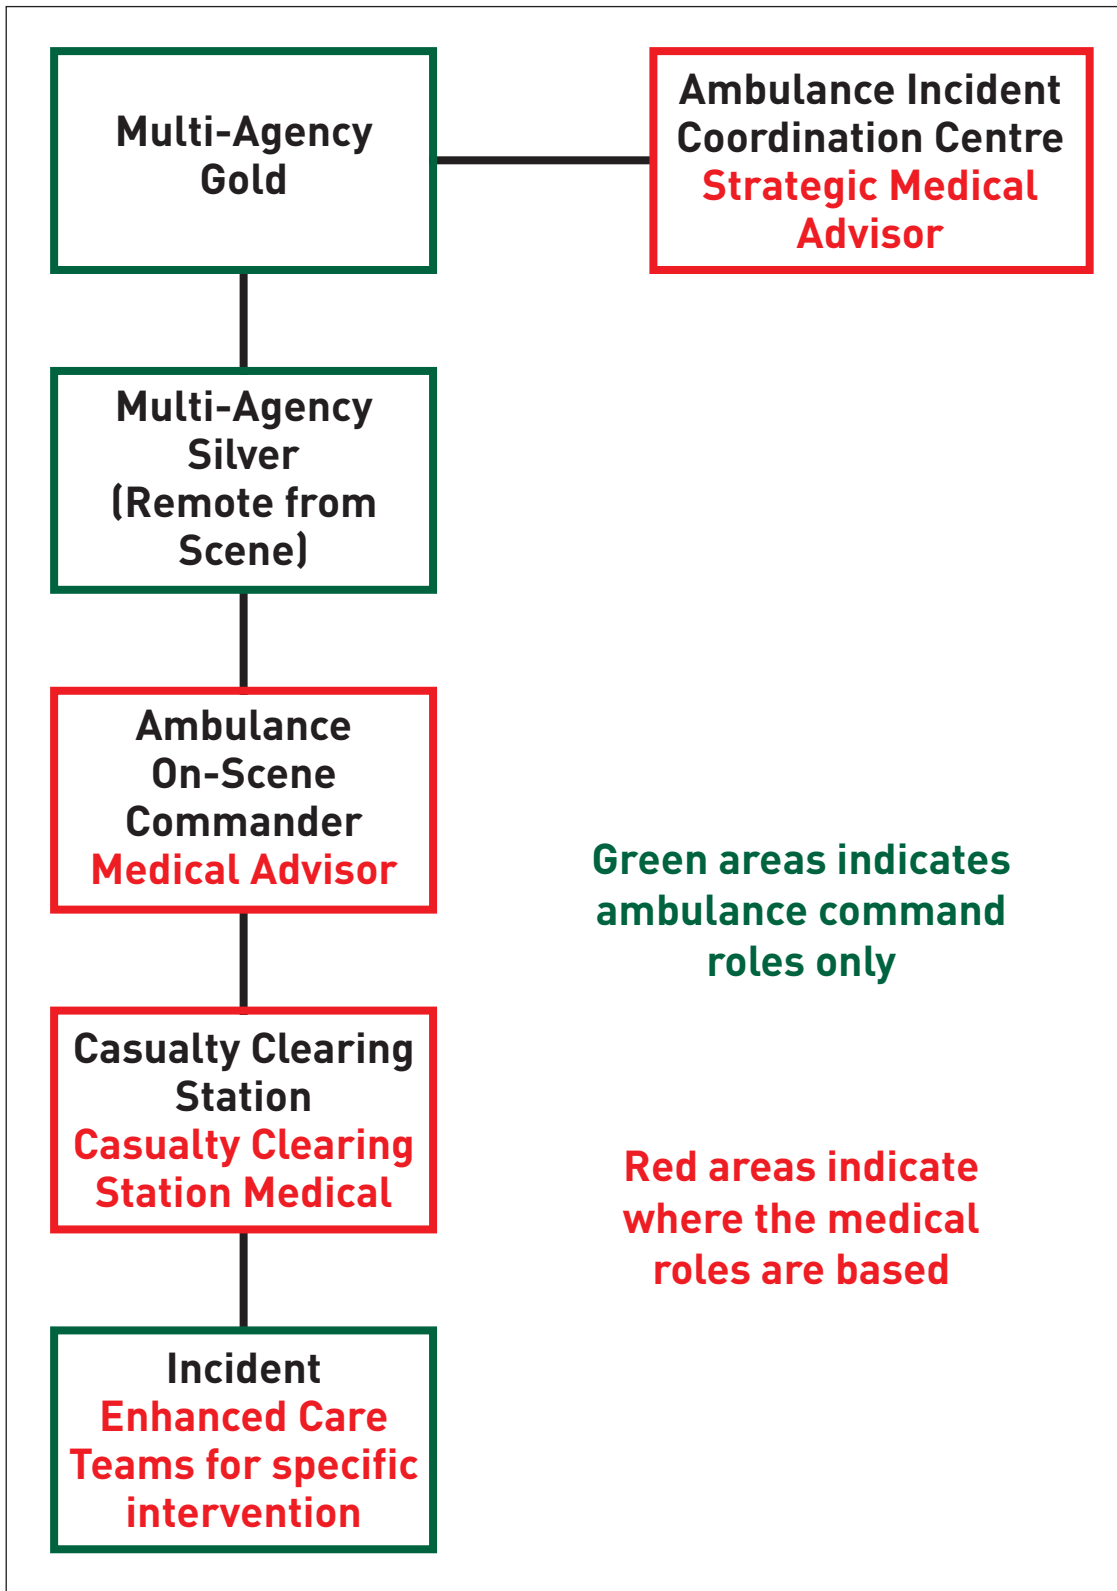 Multi-Agency
Gold
Ambulance Incident
Coordination Centre
Strategic Medical
Advisor
Multi-Agency
Silver
(Remote from
Scene)
Ambulance
On-Scene
Commander
Medical Advisor
Green areas indicates
ambulance command
roles only
Casualty Clearing
Station
Casualty Clearing
Station Medical
Red areas indicate
where the medical
roles are based
Incident
Enhanced Care
Teams for specific
intervention